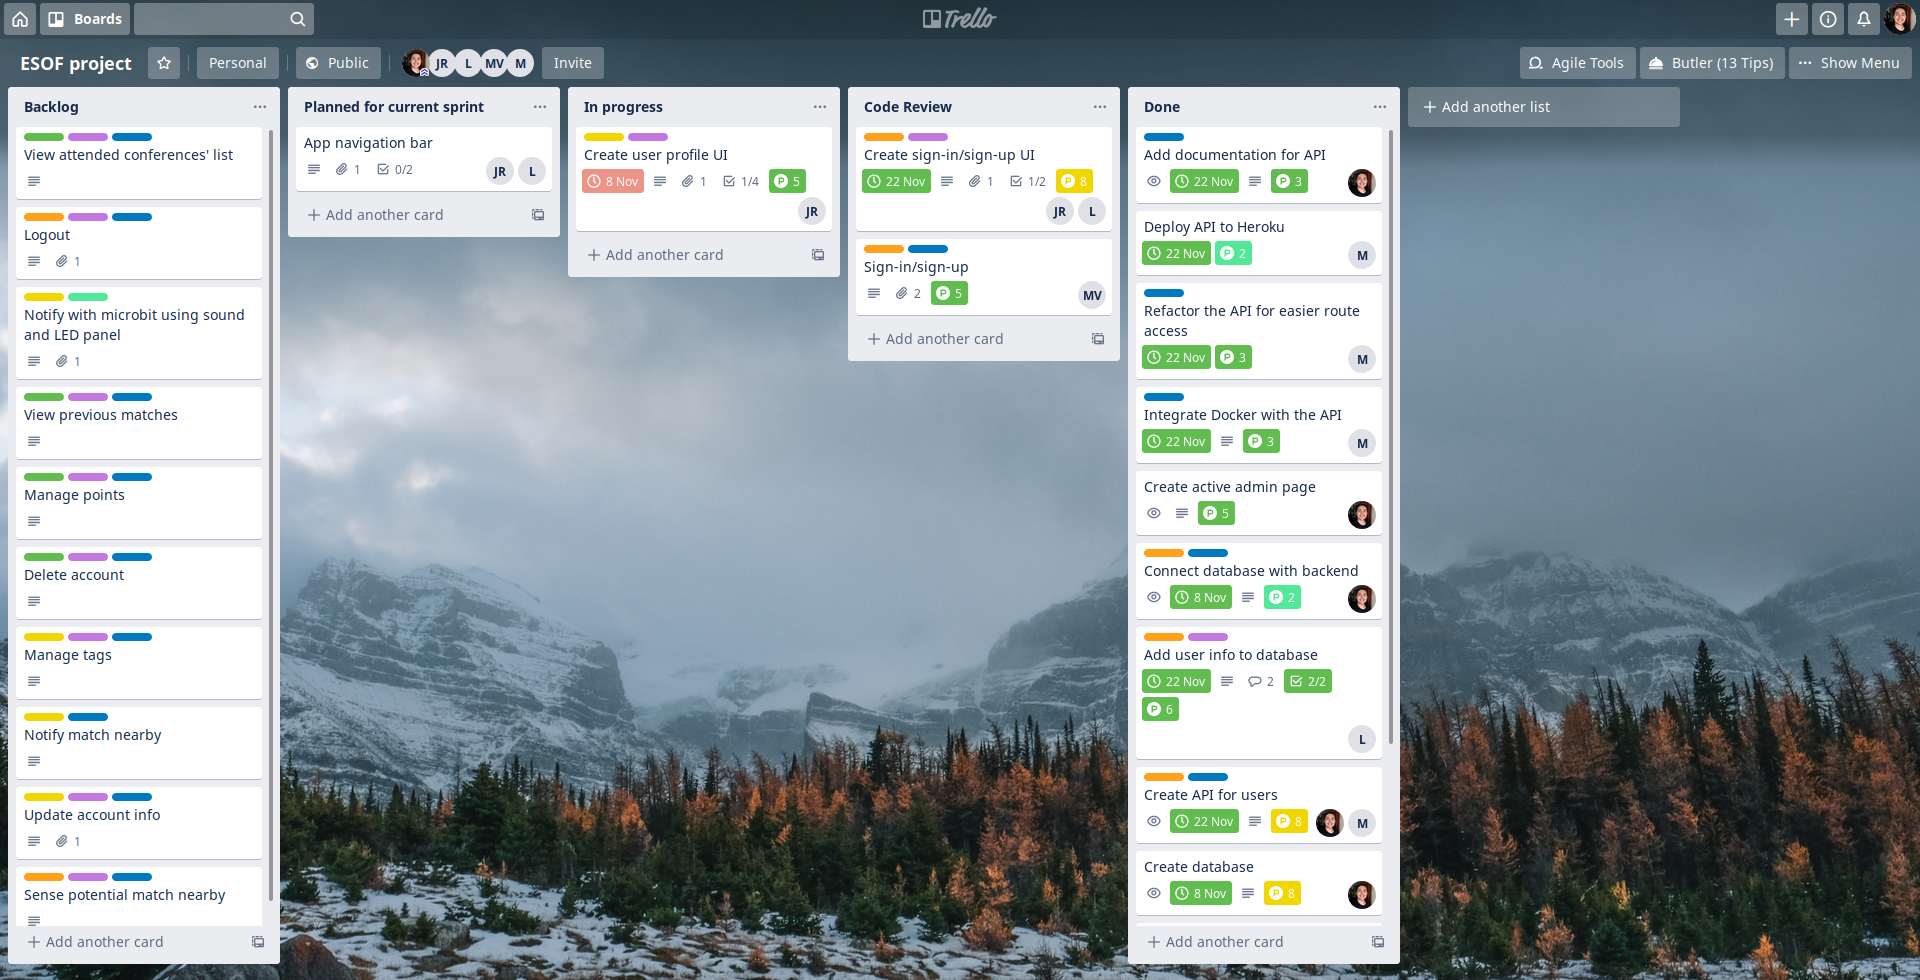 Boards
Trello
ESOF project
Personal
Public
JR
L
MV
M
Invite
Agile Tools
Butler (13 Tips)
Show Menu
Backlog
View attended conferences' list
Logout
1
Notify with microbit using sound
and LED panel
1
View previous matches
Manage points
Delete account
Manage tags
Notify match nearby
Update account info
1
Sense potential match nearby
Add another card
Planned for current sprint
App navigation bar
1 0/2
JR L
Add another card
In progress
Create user profile UI
8 Nov 1 1/4 P 5
JR
Add another card
Code Review
Create sign-in/sign-up UI
22 Nov 1 1/2 P 8
JR L
Sign-in/sign-up
2 P 5
MV
Add another card
Done
Add documentation for API
22 Nov P 3
Deploy API to Heroku
22 Nov P 2
M
Refactor the API for easier route
access
22 Nov P 3
M
Integrate Docker with the API
22 Nov P 3
M
Create active admin page
P 5
Connect database with backend
8 Nov P 2
Add user info to database
22 Nov 2 2/2
P 6
L
Create API for users
22 Nov P 8
M
Create database
8 Nov P 8
Add another card
Add another list